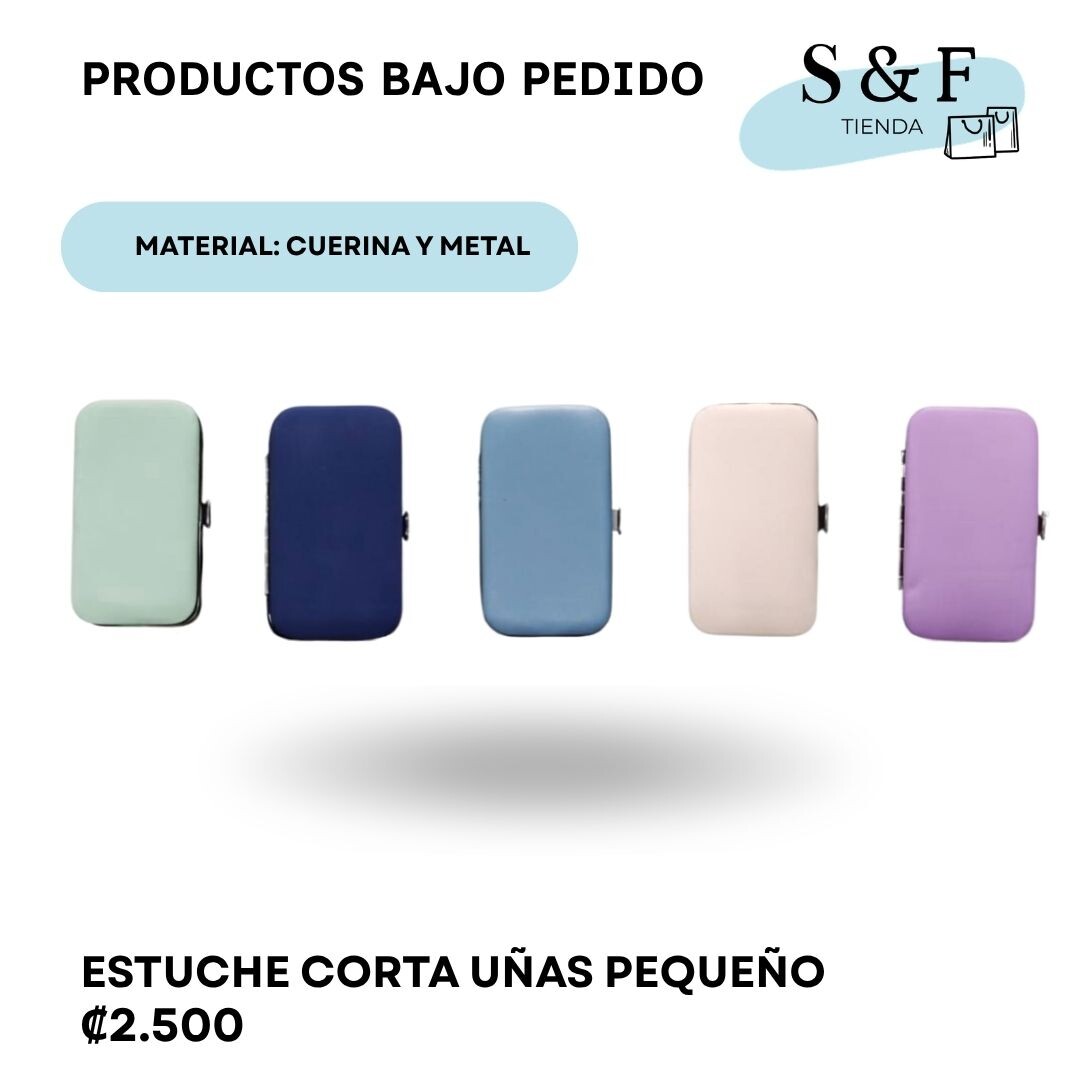 PRODUCTOS BAJO PEDIDO
S & F
TIENDA
MATERIAL: CUERINA Y METAL
ESTUCHE CORTA UÑAS PEQUEÑO
₡2.500